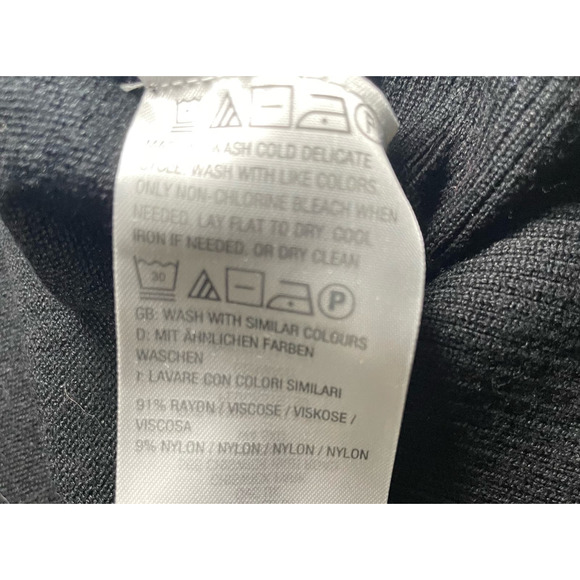 WASH COLD DELICATE
WASH WITH LIKE COLORS.
ONLY NON-CHLORINE BLEACH WHEN
NEEDED. LAY FLAT TO DRY. COOL
IRON IF NEEDED, OR DRY CLEAN
30 P
GB: WASH WITH SIMILAR COLOURS
D: MIT ÄHNLICHEN FARBEN
WASCHEN
I: LAVARE CON COLORI SIMILARI
91% RAYON / VISCOSE / VISKOSE /
VISCOSA
9% NYLON / NYLON / NYLON / NYLON